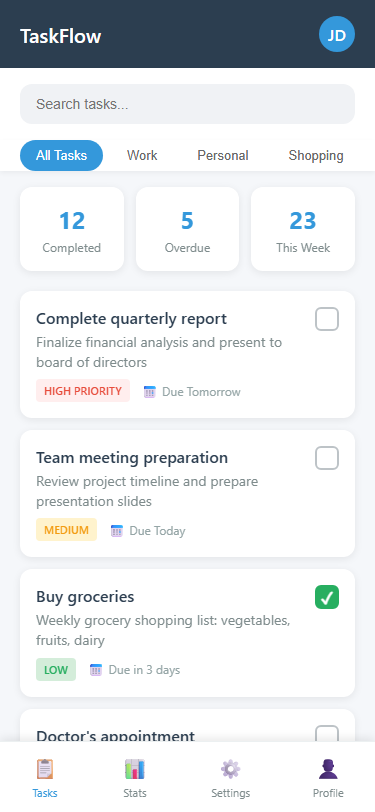 TaskFlow
JD
Search tasks...
All Tasks Work Personal Shopping
12 5 23
Completed Overdue This Week
Complete quarterly report
Finalize financial analysis and present to
board of directors
HIGH PRIORITY Due Tomorrow
Team meeting preparation
Review project timeline and prepare
presentation slides
MEDIUM Due Today
Buy groceries
Weekly grocery shopping list: vegetables,
fruits, dairy
LOW Due in 3 days
Doctor's appointment
Tasks Stats Settings Profile